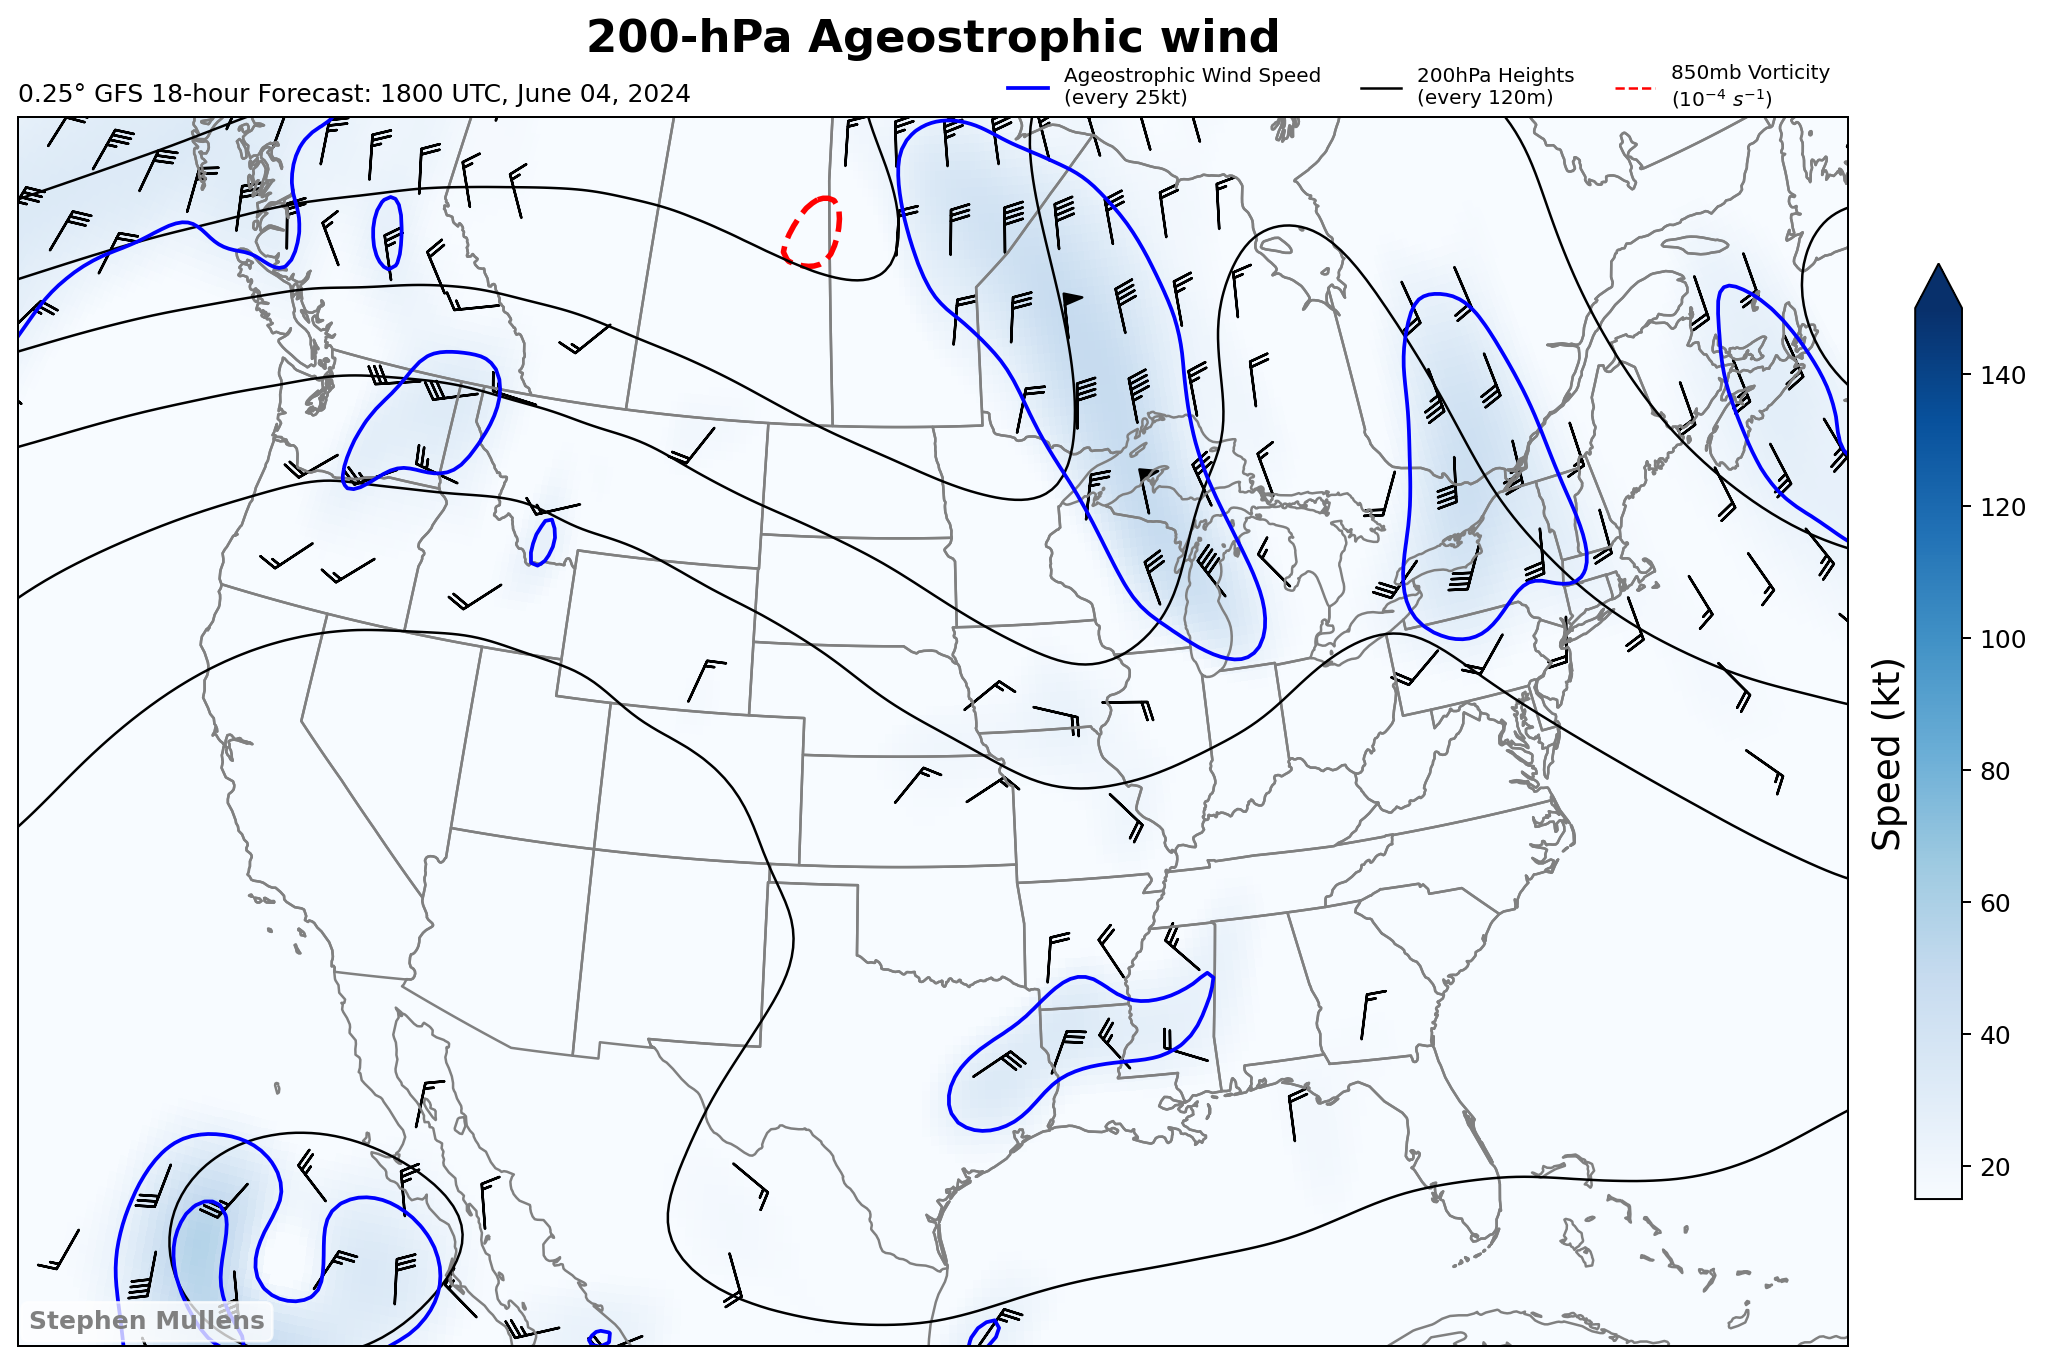 200-hPa Ageostrophic wind
0.25° GFS 18-hour Forecast: 1800 UTC, June 04, 2024
Ageostrophic Wind Speed
(every 25kt)
200hPa Heights
(every 120m)
850mb Vorticity
(10⁻⁴ s⁻¹)
140
120
100
80
60
40
20
Speed (kt)
Stephen Mullens